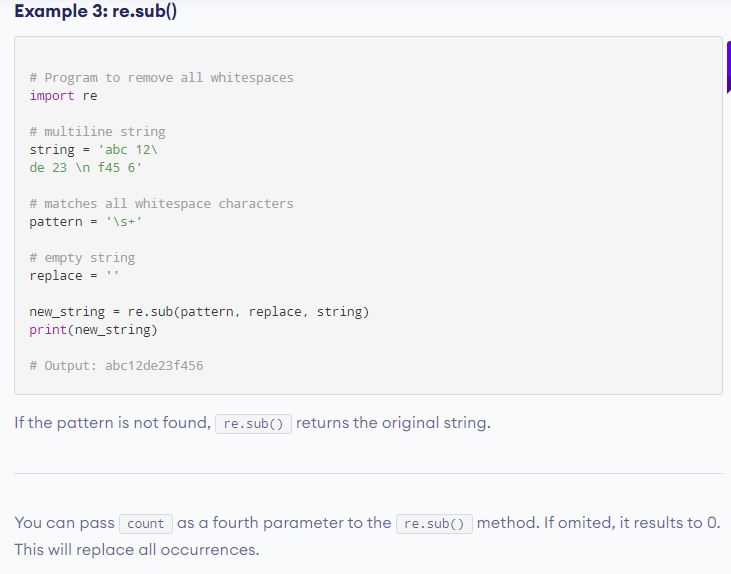 Example 3: re.sub()
# Program to remove all whitespaces
import re
# multiline string
string = 'abc 12\
de 23 \n f45 6'
# matches all whitespace characters
pattern = '\s+'
# empty string
replace = ''
new_string = re.sub(pattern, replace, string)
print(new_string)
# Output: abc12de23f456
If the pattern is not found, re.sub() returns the original string.
You can pass count as a fourth parameter to the re.sub() method. If omited, it results to 0.
This will replace all occurrences.